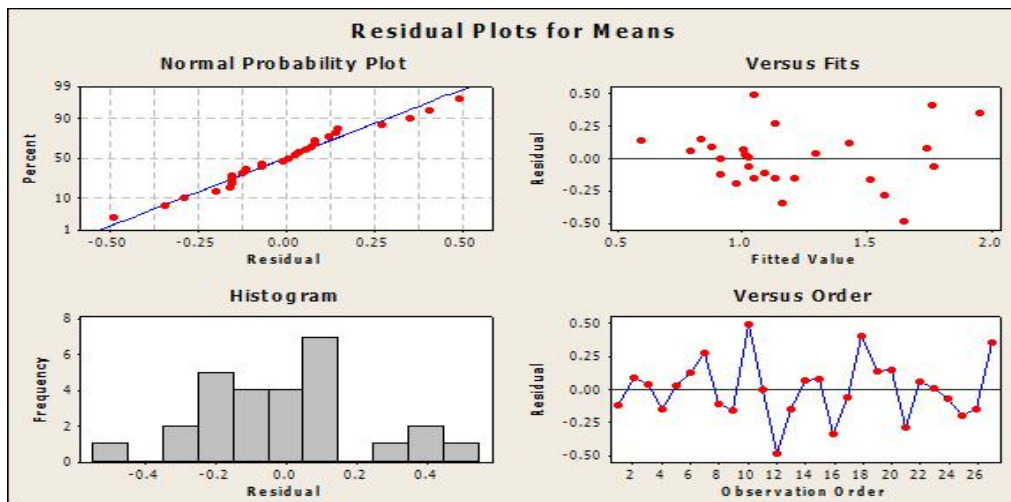 Residual Plots for Means
Normal Probability Plot
99
90
50
10
1
Percent
-0.50 -0.25 0.00 0.25 0.50
Residual
Versus Fits
0.50
0.25
0.00
-0.25
-0.50
Residual
0.5 1.0 1.5 2.0
Fitted Value
Histogram
8
6
4
2
0
Frequency
-0.4 -0.2 0.0 0.2 0.4
Residual
Versus Order
0.50
0.25
0.00
-0.25
-0.50
Residual
2 4 6 8 10 12 14 16 18 20 22 24 26
Observation Order